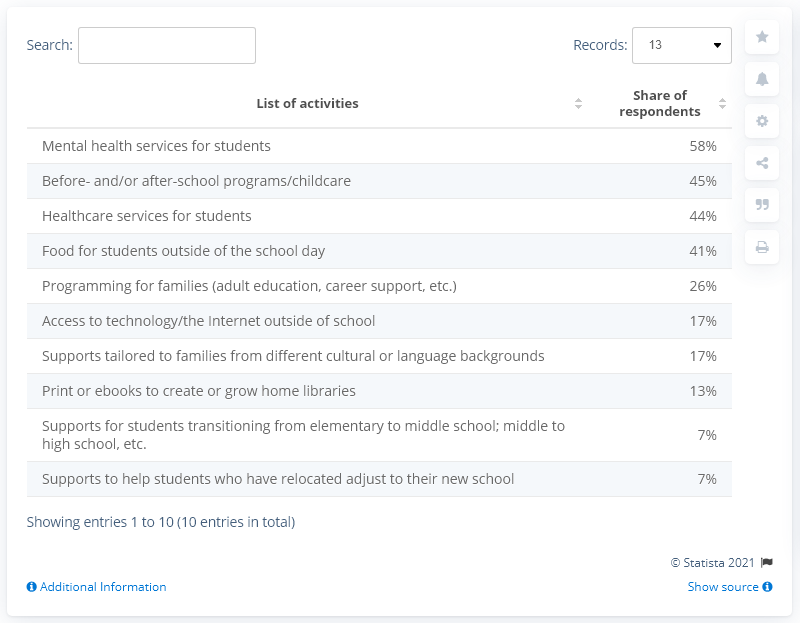 Search:
Records: 13
List of activities
Share of
respondents
Mental health services for students 58%
Before- and/or after-school programs/childcare 45%
Healthcare services for students 44%
Food for students outside of the school day 41%
Programming for families (adult education, career support, etc.) 26%
Access to technology/the Internet outside of school 17%
Supports tailored to families from different cultural or language backgrounds 17%
Print or ebooks to create or grow home libraries 13%
Supports for students transitioning from elementary to middle school; middle to
high school, etc. 7%
Supports to help students who have relocated adjust to their new school 7%
Showing entries 1 to 10 (10 entries in total)
© Statista 2021
Additional Information
Show source